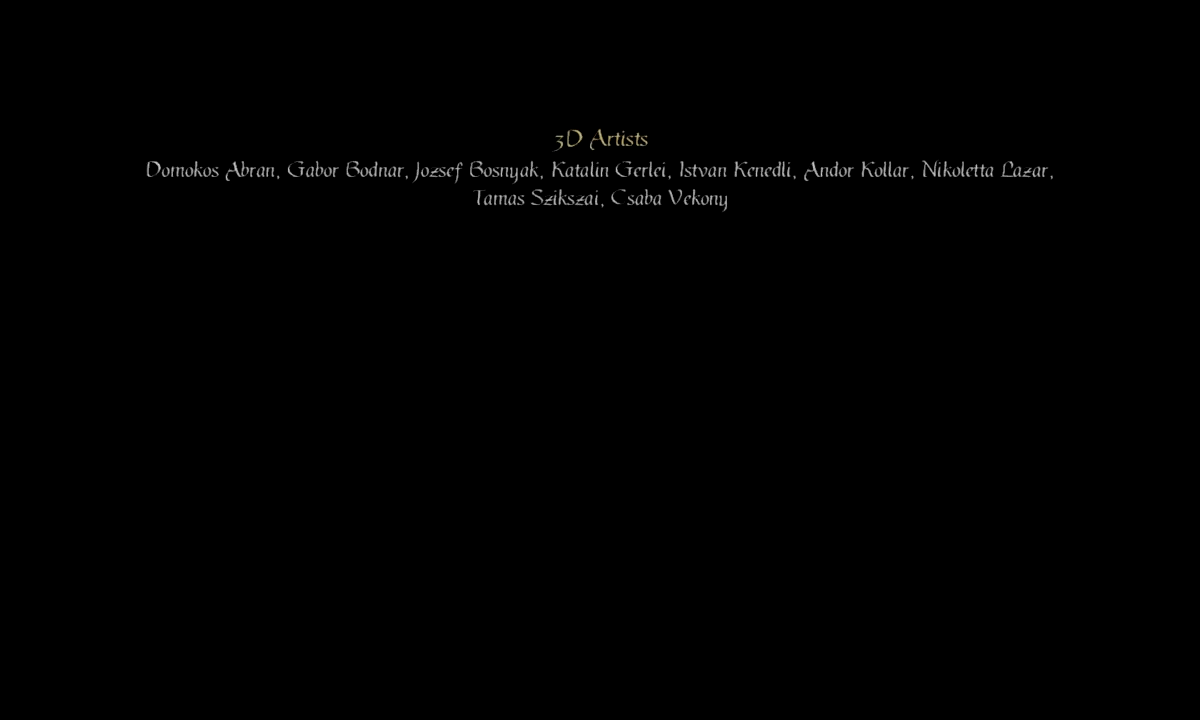 3D Artists
Domokos Abran, Gabor Bodnar, Jozsef Bosnyak, Katalin Gerlei, Istvan Kenedli, Andor Kollar, Nikoletta Lazar,
Tamas Szikszai, Csaba Vekony